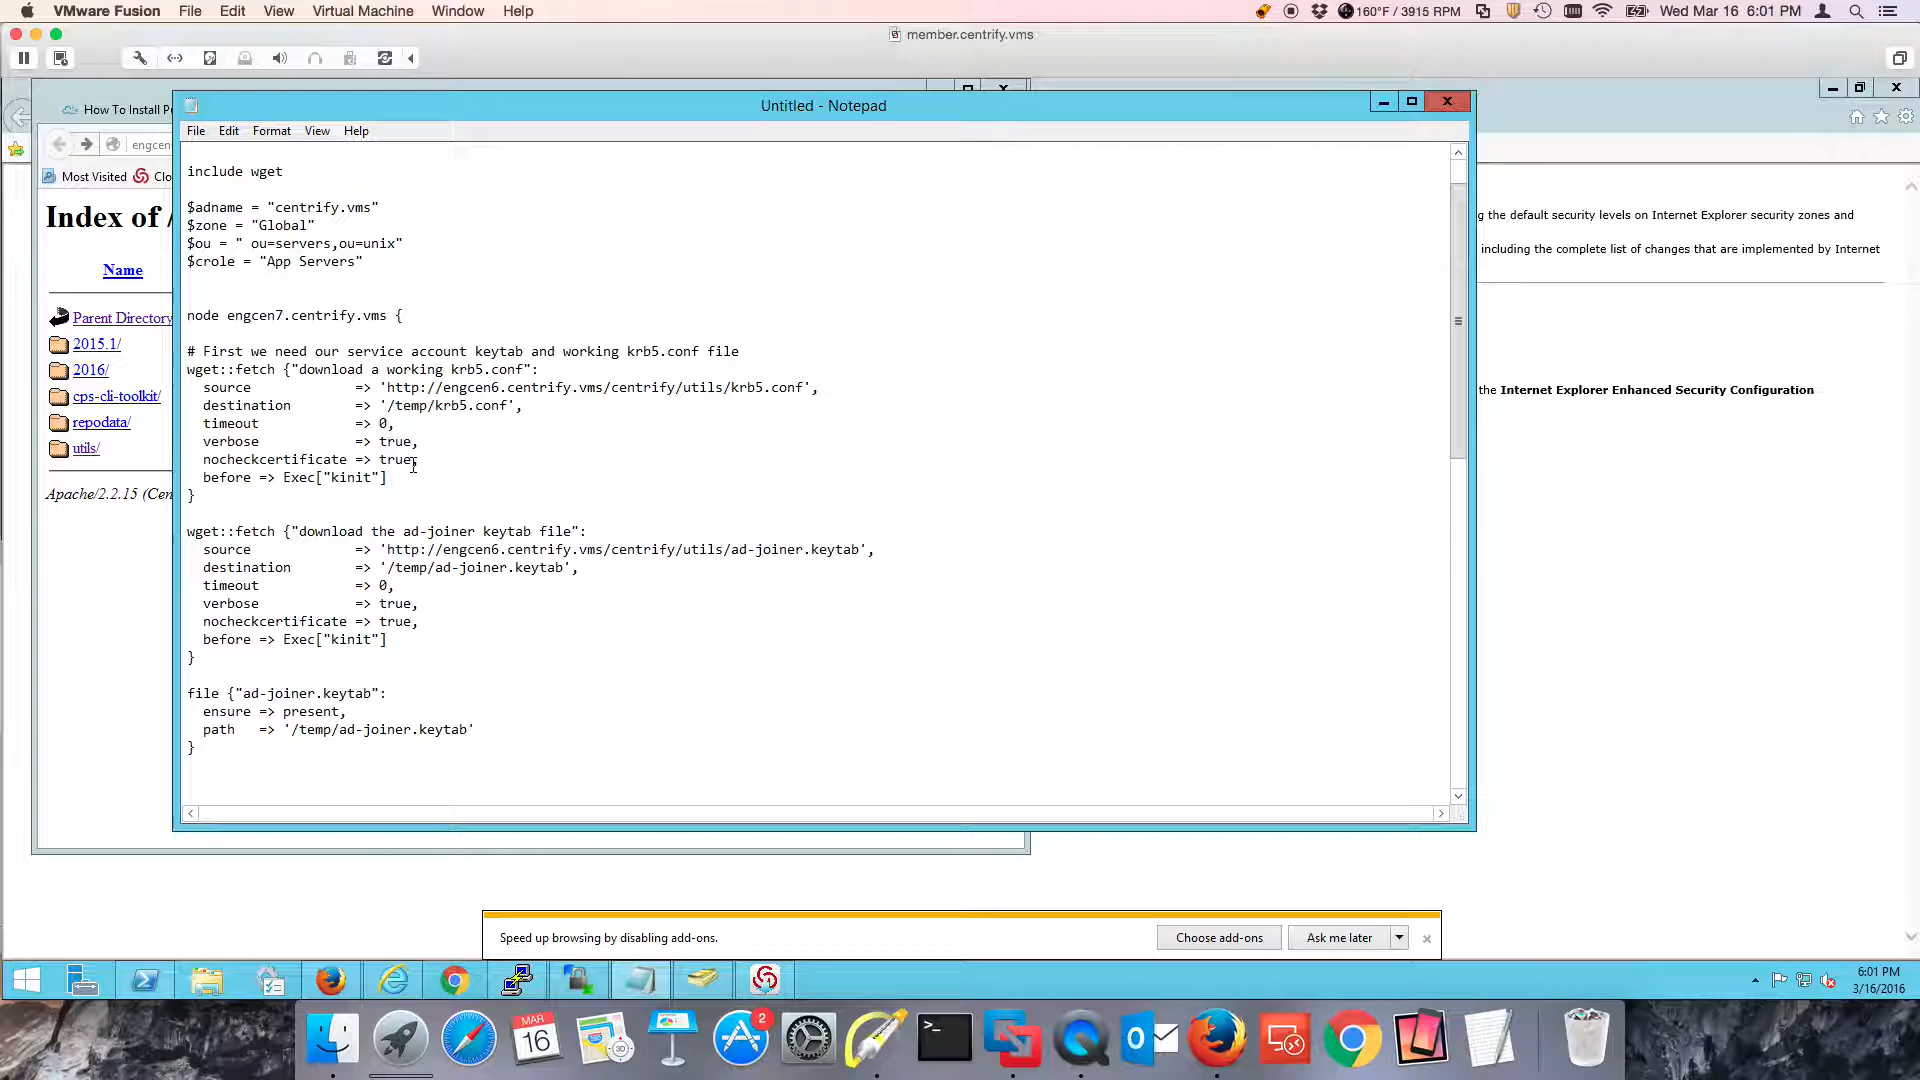 VMware Fusion File Edit View Virtual Machine Window Help
160°F / 3915 RPM Wed Mar 16 6:01 PM
member.centrify.vms
How To Install
Untitled - Notepad
File Edit Format View Help
engcen
Most Visited Clo
Index of /
Name
Parent Directory
2015.1/
2016/
cps-cli-toolkit/
repodata/
utils/
Apache/2.2.15 (Cen
include wget
$adname = "centrify.vms"
$zone = "Global"
$ou = " ou=servers,ou=unix"
$crole = "App Servers"
node engcen7.centrify.vms {
# First we need our service account keytab and working krb5.conf file
wget::fetch {"download a working krb5.conf":
source => 'http://engcen6.centrify.vms/centrify/utils/krb5.conf',
destination => '/temp/krb5.conf',
timeout => 0,
verbose => true,
nocheckcertificate => true,
before => Exec["kinit"]
}
wget::fetch {"download the ad-joiner keytab file":
source => 'http://engcen6.centrify.vms/centrify/utils/ad-joiner.keytab',
destination => '/temp/ad-joiner.keytab',
timeout => 0,
verbose => true,
nocheckcertificate => true,
before => Exec["kinit"]
}
file {"ad-joiner.keytab":
ensure => present,
path => '/temp/ad-joiner.keytab'
}
g the default security levels on Internet Explorer security zones and
including the complete list of changes that are implemented by Internet
the Internet Explorer Enhanced Security Configuration
Speed up browsing by disabling add-ons.
Choose add-ons
Ask me later
6:01 PM
3/16/2016
MAR
16
2